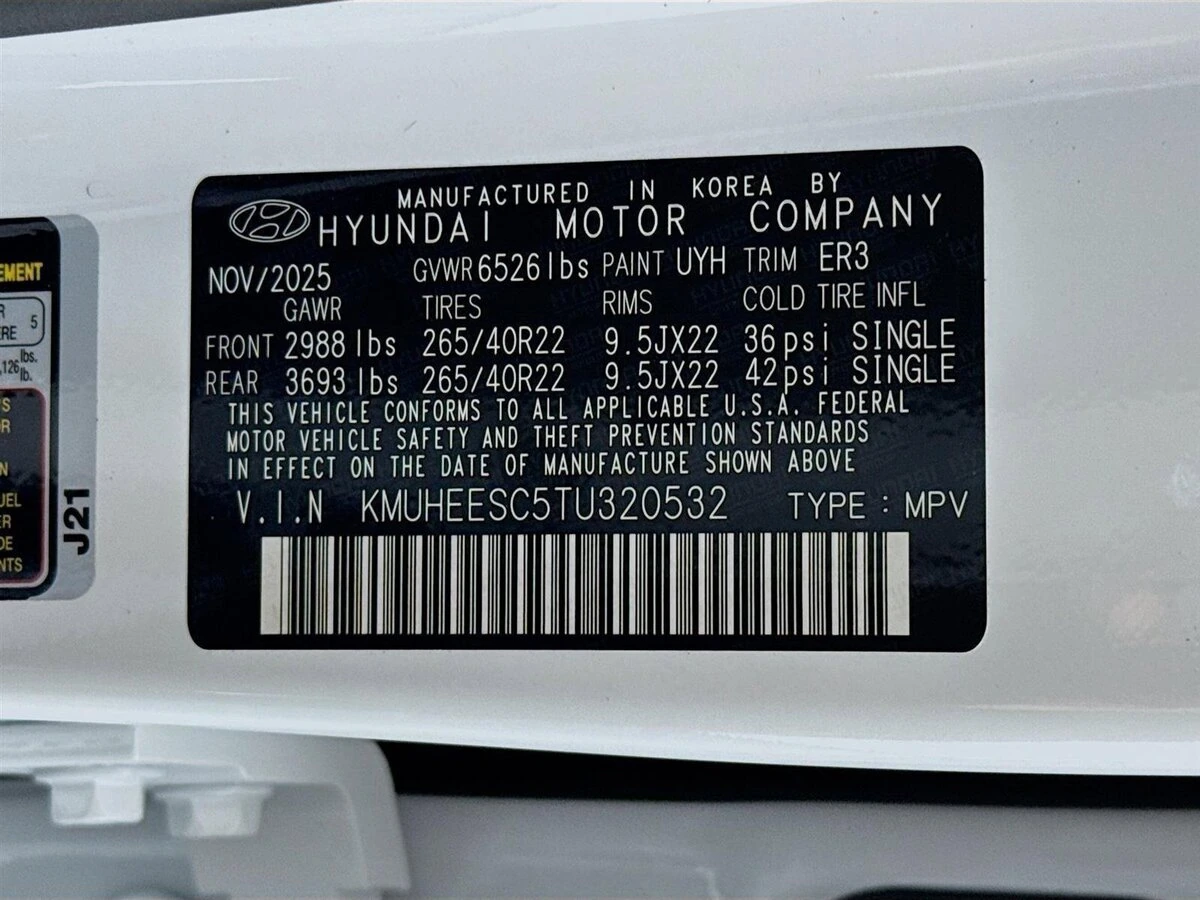 MANUFACTURED IN KOREA BY
HYUNDAI MOTOR COMPANY
NOV/2025 GVWR 6526 lbs PAINT UYH TRIM ER3
GAWR TIRES RIMS COLD TIRE INFL
FRONT 2988 lbs 265/40R22 9.5JX22 36psi SINGLE
REAR 3693 lbs 265/40R22 9.5JX22 42psi SINGLE
THIS VEHICLE CONFORMS TO ALL APPLICABLE U.S.A. FEDERAL
MOTOR VEHICLE SAFETY AND THEFT PREVENTION STANDARDS
IN EFFECT ON THE DATE OF MANUFACTURE SHOWN ABOVE
V.I.N KMUHEESC5TU320532 TYPE : MPV
5
lbs.
lb.
J21